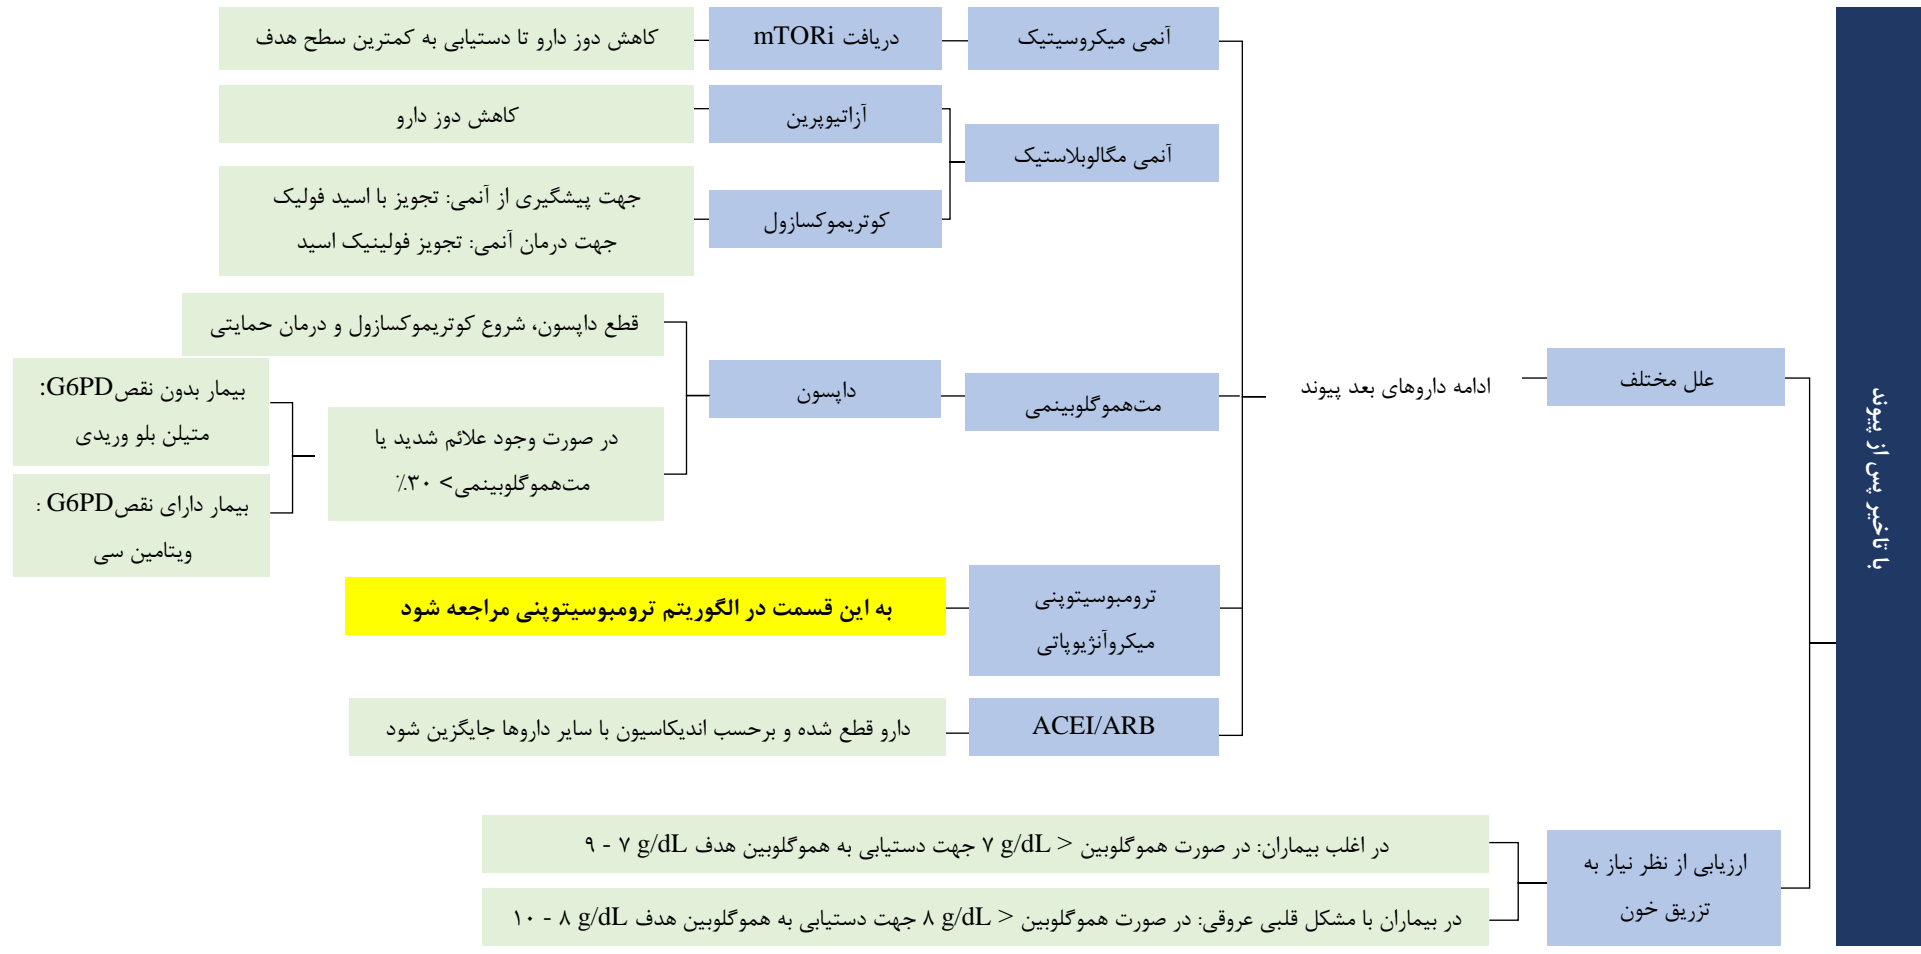 با تاخیر پس از پیوند
علل مختلف
ادامه داروهای بعد پیوند
آنمی میکروسیتیک
دریافت mTORi
کاهش دوز دارو تا دستیابی به کمترین سطح هدف
آنمی مگالوبلاستیک
آزاتیوپرین
کاهش دوز دارو
کوتریموکسازول
جهت پیشگیری از آنمی: تجویز با اسید فولیک
جهت درمان آنمی: تجویز فولینیک اسید
مت‌هموگلوبینمی
داپسون
قطع داپسون، شروع کوتریموکسازول و درمان حمایتی
در صورت وجود علائم شدید یا
مت‌هموگلوبینمی> ۳۰٪
بیمار بدون نقصG6PD:
متیلن بلو وریدی
بیمار دارای نقصG6PD :
ویتامین سی
ترومبوسیتوپنی
میکروآنژیوپاتی
به این قسمت در الگوریتم ترومبوسیتوپنی مراجعه شود
ACEI/ARB
دارو قطع شده و برحسب اندیکاسیون با سایر داروها جایگزین شود
ارزیابی از نظر نیاز به
تزریق خون
در اغلب بیماران: در صورت هموگلوبین < ۷ g/dL > جهت دستیابی به هموگلوبین هدف ۹ - ۷ g/dL
در بیماران با مشکل قلبی عروقی: در صورت هموگلوبین < ۸ g/dL > جهت دستیابی به هموگلوبین هدف ۱۰ - ۸ g/dL